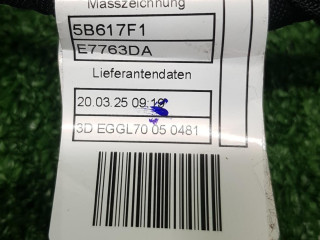 Masszeichnung
5B617F1
E7763DA
Lieferantendaten
20.03.25 09:19
3D EGGL70 05 0481